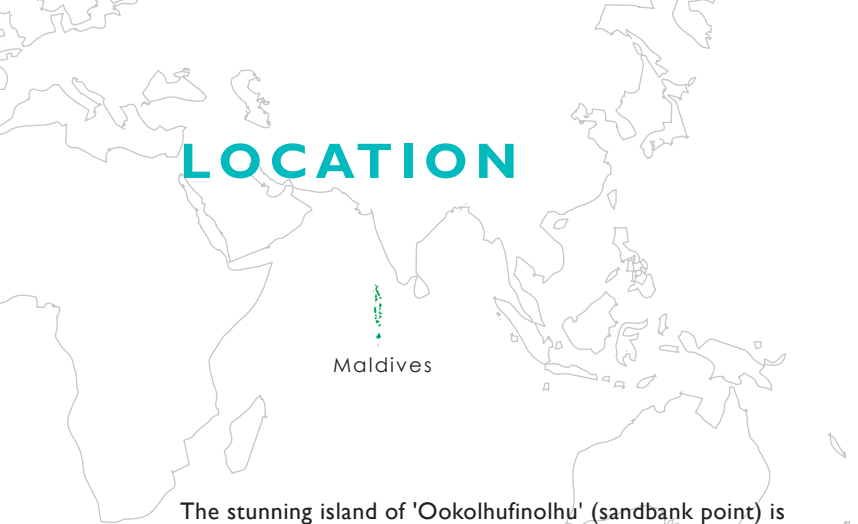 LOCATION
Maldives
The stunning island of 'Ookolhufinolhu' (sandbank point) is